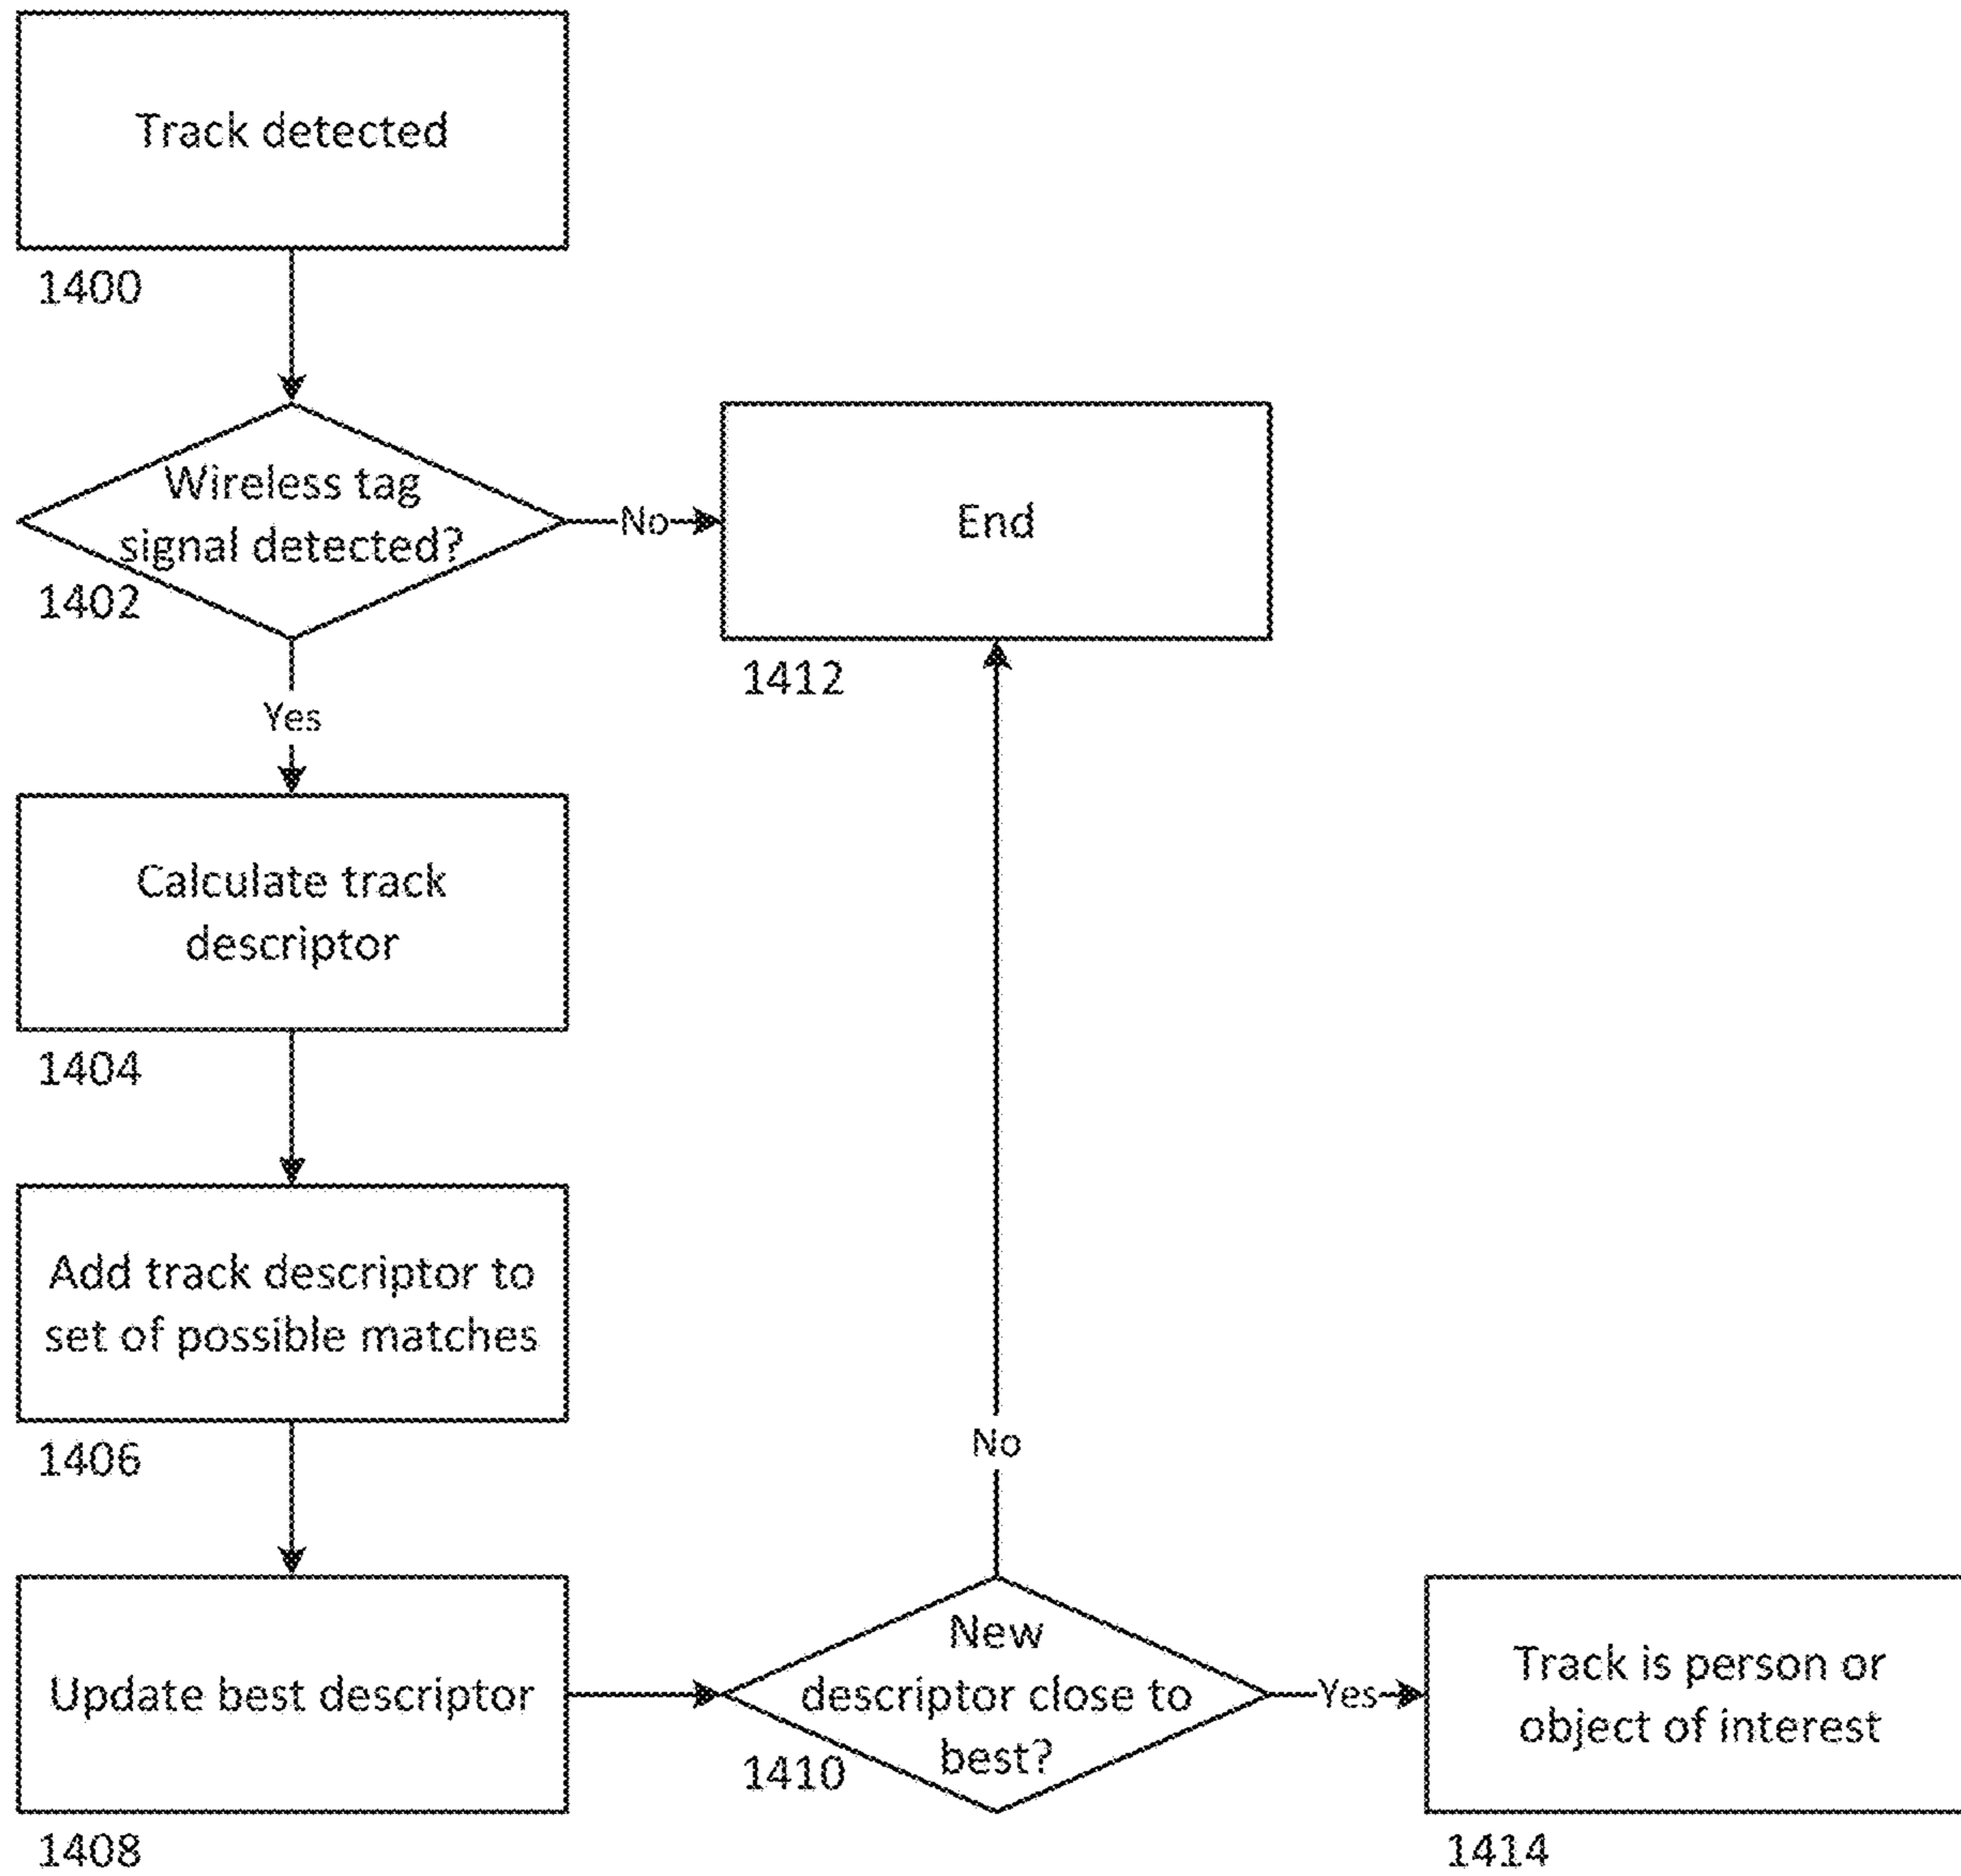 Track detected
1400
Wireless tag
signal detected?
1402
No
End
1412
Yes
Calculate track
descriptor
1404
Add track descriptor to
set of possible matches
1406
No
Update best descriptor
1408
New
descriptor close to
best?
1410
Yes
Track is person or
object of interest
1414